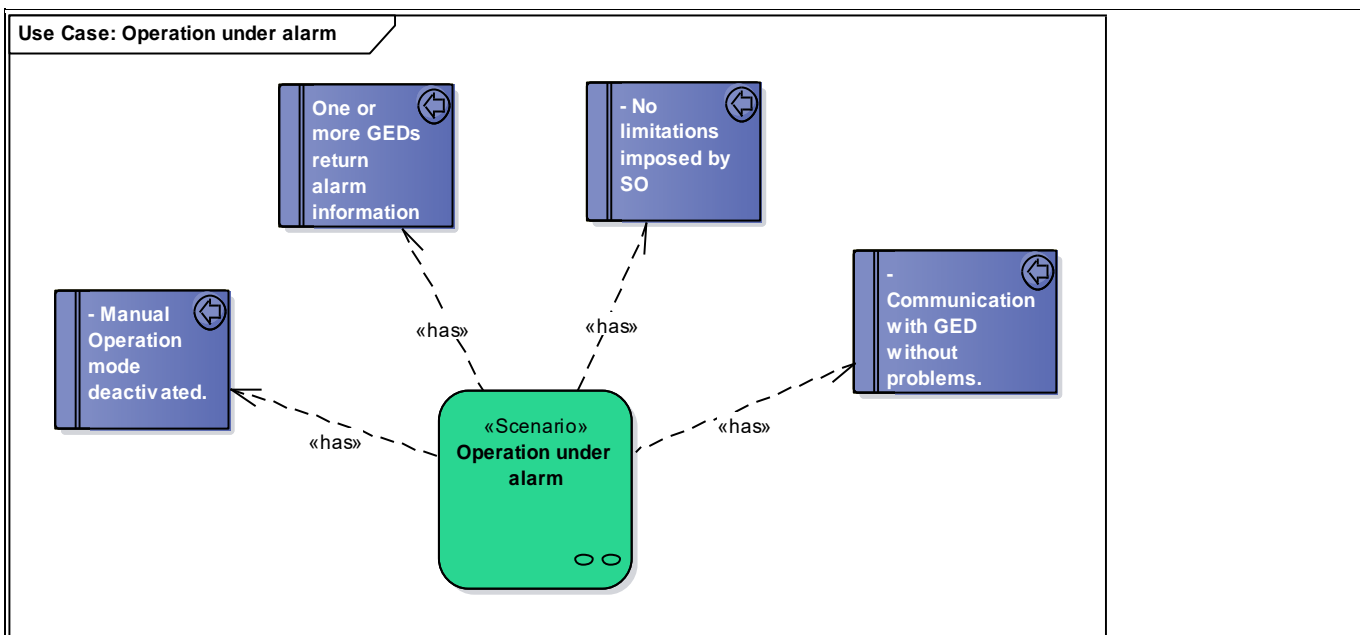 Use Case: Operation under alarm
One or
more GEDs
return
alarm
information
- No
limitations
imposed by
SO
-
Communication
with GED
without
problems.
- Manual
Operation
mode
deactivated.
«has»
«has»
«has»
«has»
«Scenario»
Operation under
alarm